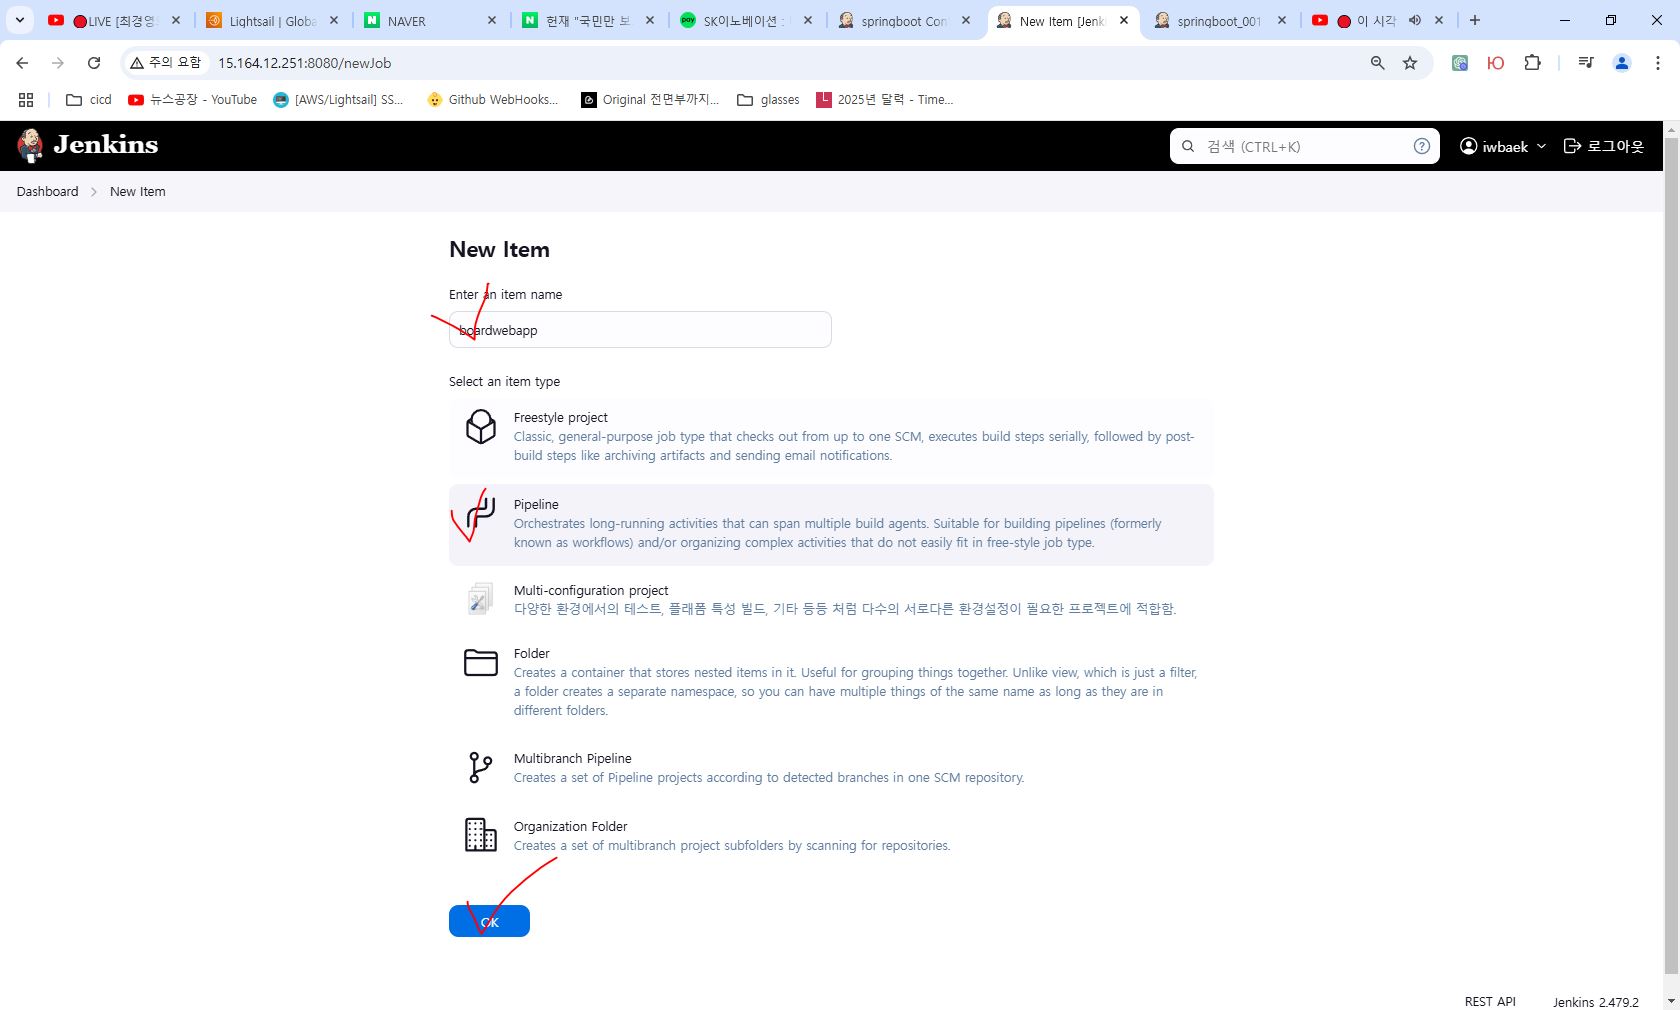 LIVE [최경영
Lightsail | Globa
NAVER
헌재 "국민만 보
pay
SK이노베이션 :
springboot Con
New Item [Jenk
springboot_001
이 시각
주의 요함
15.164.12.251:8080/newJob
cicd
뉴스공장 - YouTube
[AWS/Lightsail] SS...
Github WebHooks...
Original 전면부까지...
glasses
2025년 달력 - Time...
Jenkins
검색 (CTRL+K)
iwbaek
로그아웃
Dashboard
New Item
New Item
Enter an item name
boardwebapp
Select an item type
Freestyle project
Classic, general-purpose job type that checks out from up to one SCM, executes build steps serially, followed by post-
build steps like archiving artifacts and sending email notifications.
Pipeline
Orchestrates long-running activities that can span multiple build agents. Suitable for building pipelines (formerly
known as workflows) and/or organizing complex activities that do not easily fit in free-style job type.
Multi-configuration project
다양한 환경에서의 테스트, 플래폼 특성 빌드, 기타 등등 처럼 다수의 서로다른 환경설정이 필요한 프로젝트에 적합함.
Folder
Creates a container that stores nested items in it. Useful for grouping things together. Unlike view, which is just a filter,
a folder creates a separate namespace, so you can have multiple things of the same name as long as they are in
different folders.
Multibranch Pipeline
Creates a set of Pipeline projects according to detected branches in one SCM repository.
Organization Folder
Creates a set of multibranch project subfolders by scanning for repositories.
OK
REST API
Jenkins 2.479.2